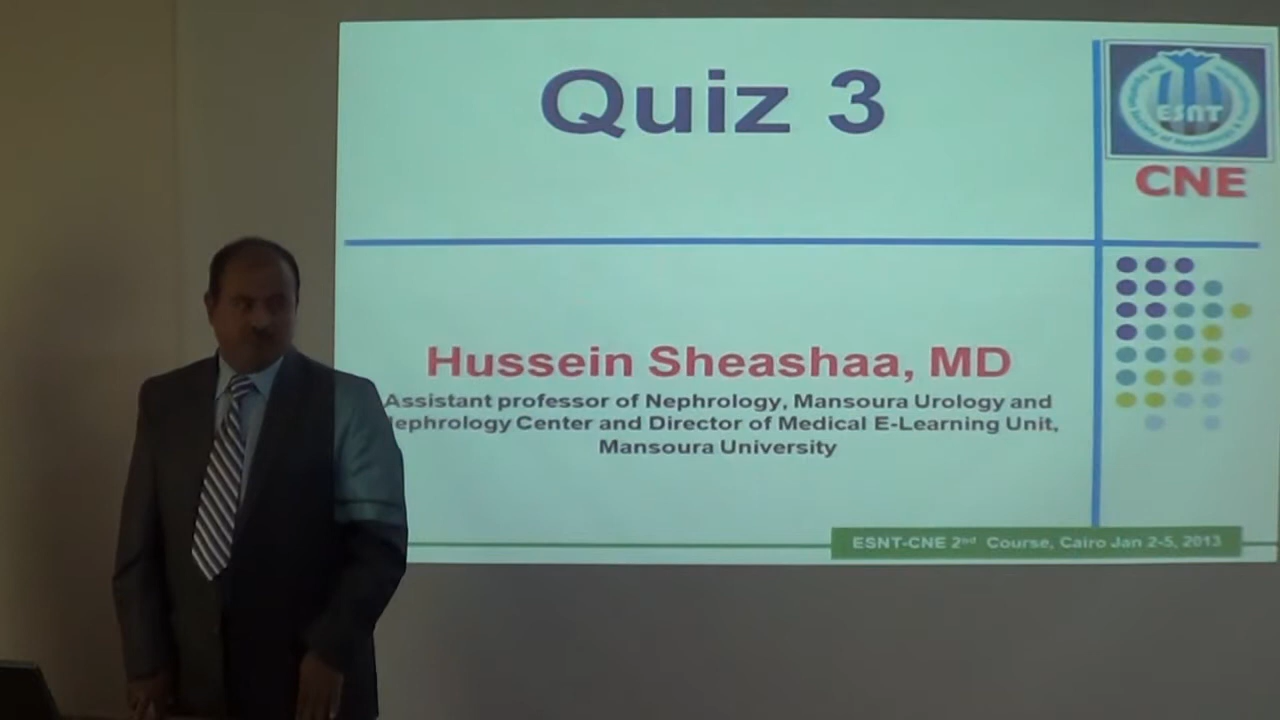 Quiz 3
ESNT
CNE
Hussein Sheashaa, MD
Assistant professor of Nephrology, Mansoura Urology and
ephrology Center and Director of Medical E-Learning Unit,
Mansoura University
ESNT-CNE 2nd Course, Cairo Jan 2-5, 2013